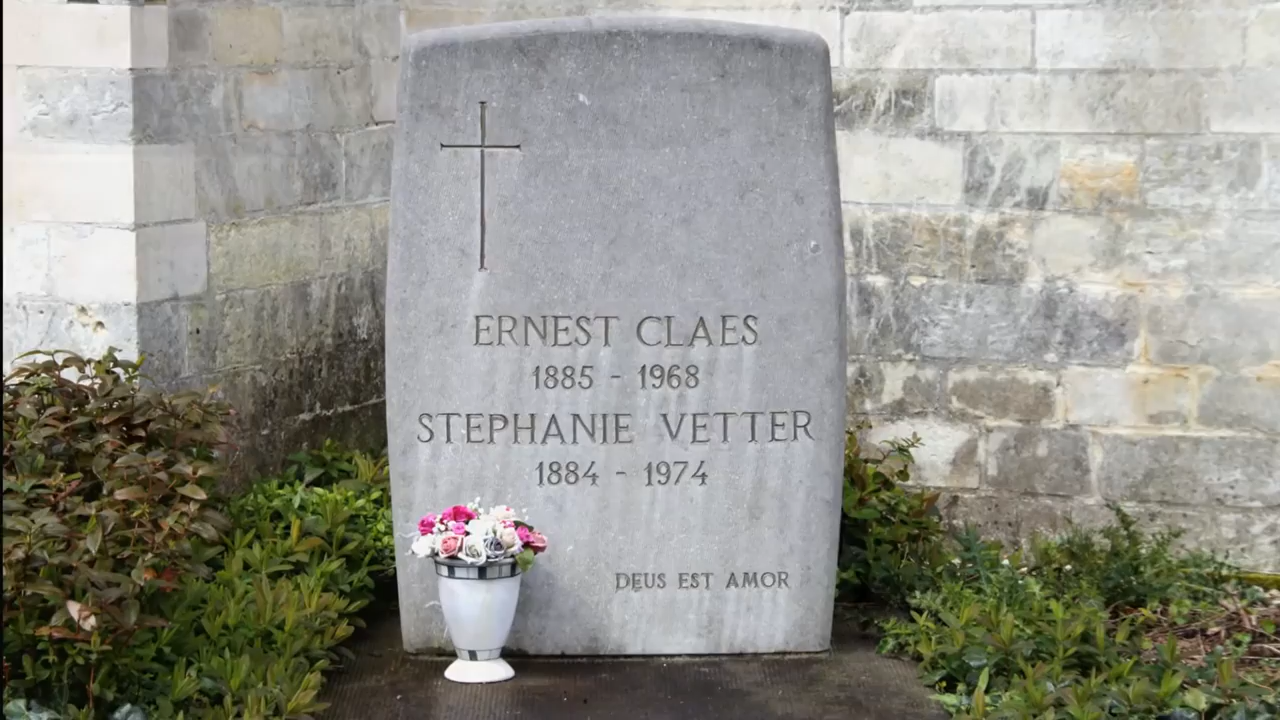 ERNEST CLAES
1885 - 1968
STEPHANIE VETTER
1884 - 1974
DEUS EST AMOR